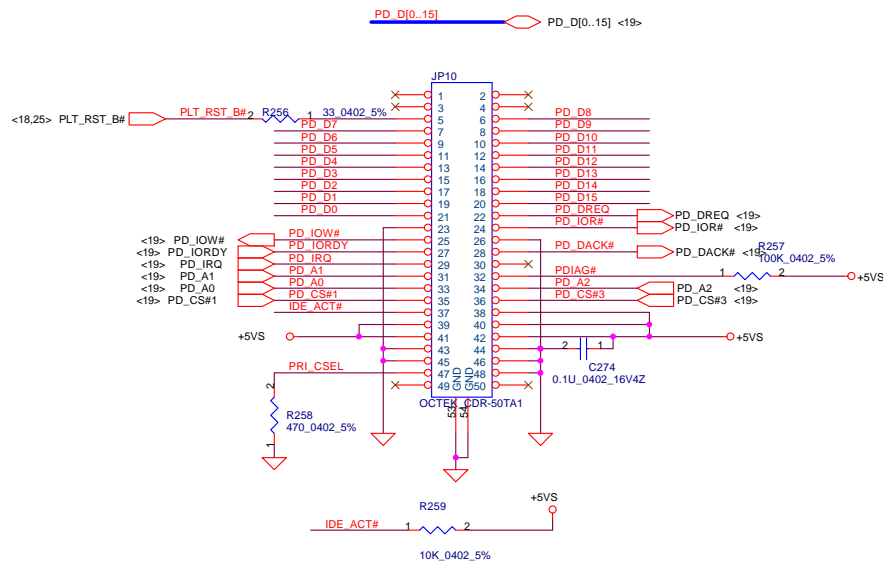 PD_D[0..15]
PD_D[0..15] <19>
JP10
1 2
3 4
<18,25> PLT_RST_B# PLT_RST_B# 2 R256 1 33_0402_5% 5 6 PD_D8
PD_D7 7 8 PD_D9
PD_D6 9 10 PD_D10
PD_D5 11 12 PD_D11
PD_D4 13 14 PD_D12
PD_D3 15 16 PD_D13
PD_D2 17 18 PD_D14
PD_D1 19 20 PD_D15
PD_D0 21 22 PD_DREQ PD_DREQ <19>
23 24 PD_IOR# PD_IOR# <19>
<19> PD_IOW# PD_IOW# 25 26
<19> PD_IORDY PD_IORDY 27 28 PD_DACK# PD_DACK# <19>
R257
100K_0402_5%
<19> PD_IRQ PD_IRQ 29 30
<19> PD_A1 PD_A1 31 32 PDIAG# 1 2 +5VS
<19> PD_A0 PD_A0 33 34 PD_A2 PD_A2 <19>
<19> PD_CS#1 PD_CS#1 35 36 PD_CS#3 PD_CS#3 <19>
IDE_ACT# 37 38
39 40
+5VS 41 42 +5VS
43 44 2 1
45 46 C274
0.1U_0402_16V4Z
PRI_CSEL 47 48
49 GND GND 50
OCTEK_CDR-50TA1
53 54
2
R258
470_0402_5%
1
+5VS
R259
IDE_ACT# 1 2
10K_0402_5%